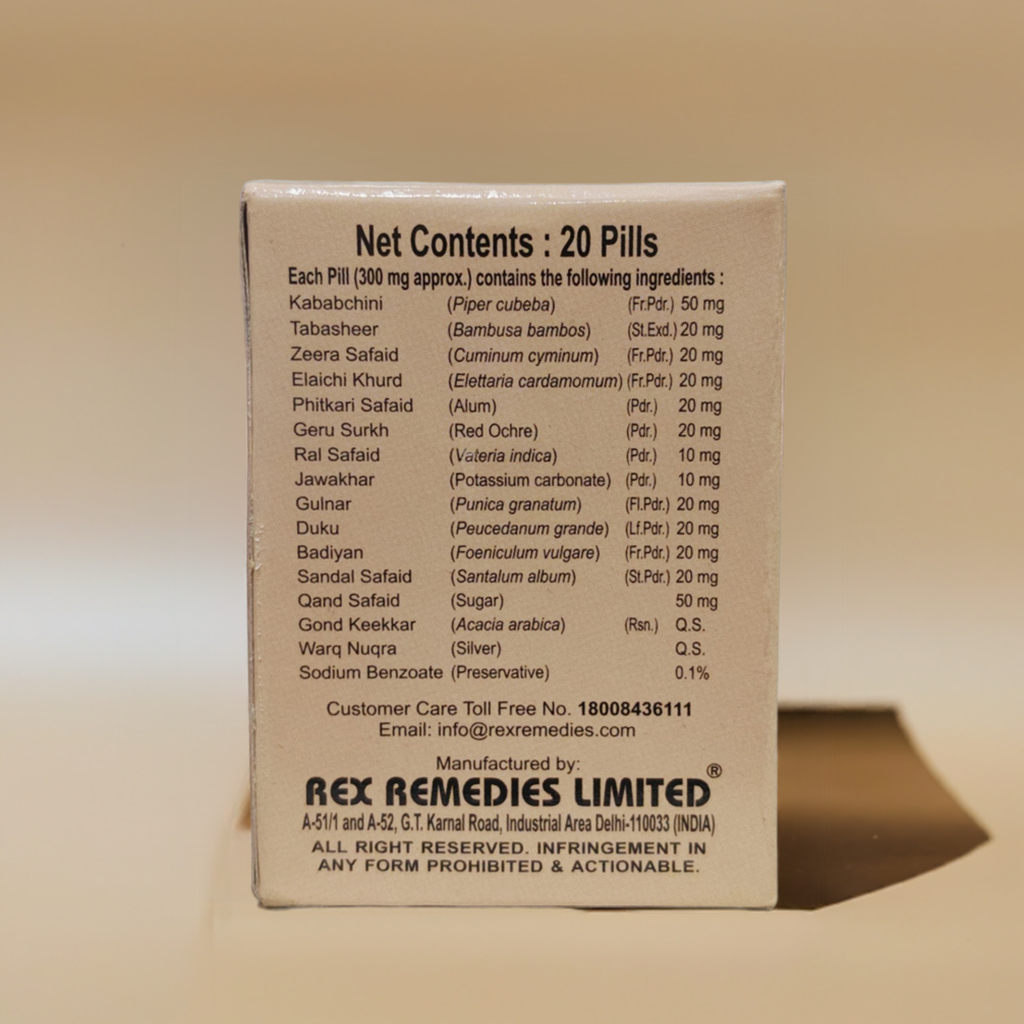 Net Contents : 20 Pills
Each Pill (300 mg approx.) contains the following ingredients :
Kababchini (Piper cubeba) (Fr.Pdr.) 50 mg
Tabasheer (Bambusa bambos) (St.Exd.) 20 mg
Zeera Safaid (Cuminum cyminum) (Fr.Pdr.) 20 mg
Elaichi Khurd (Elettaria cardamomum) (Fr.Pdr.) 20 mg
Phitkari Safaid (Alum) (Pdr.) 20 mg
Geru Surkh (Red Ochre) (Pdr.) 20 mg
Ral Safaid (Vateria indica) (Pdr.) 10 mg
Jawakhar (Potassium carbonate) (Pdr.) 10 mg
Gulnar (Punica granatum) (Fl.Pdr.) 20 mg
Duku (Peucedanum grande) (Lf.Pdr.) 20 mg
Badiyan (Foeniculum vulgare) (Fr.Pdr.) 20 mg
Sandal Safaid (Santalum album) (St.Pdr.) 20 mg
Qand Safaid (Sugar) 50 mg
Gond Keekkar (Acacia arabica) (Rsn.) Q.S.
Warq Nuqra (Silver) Q.S.
Sodium Benzoate (Preservative) 0.1%
Customer Care Toll Free No. 18008436111
Email: info@rexremedies.com
Manufactured by:
REX REMEDIES LIMITED®
A-51/1 and A-52, G.T. Karnal Road, Industrial Area Delhi-110033 (INDIA)
ALL RIGHT RESERVED. INFRINGEMENT IN
ANY FORM PROHIBITED & ACTIONABLE.